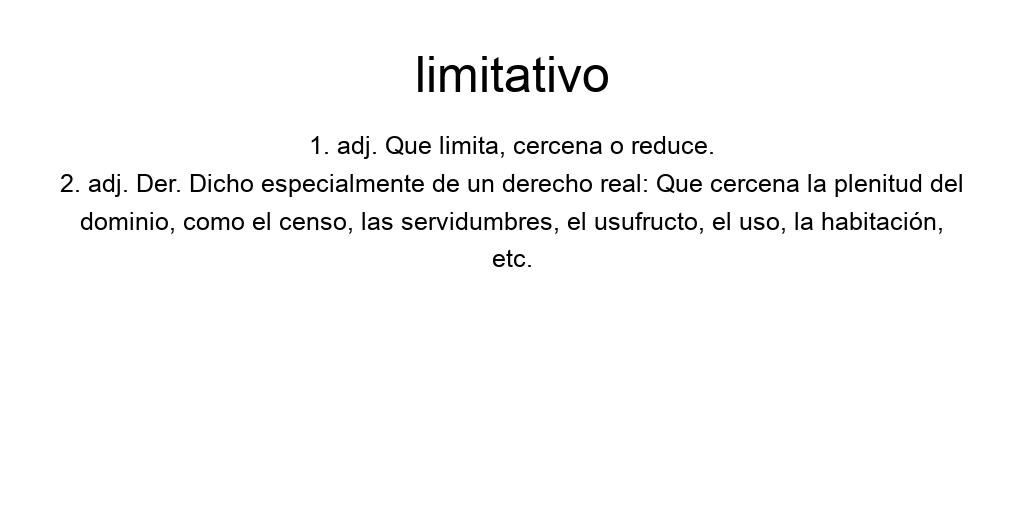 limitativo
1. adj. Que limita, cercena o reduce.
2. adj. Der. Dicho especialmente de un derecho real: Que cercena la plenitud del
dominio, como el censo, las servidumbres, el usufructo, el uso, la habitación,
etc.